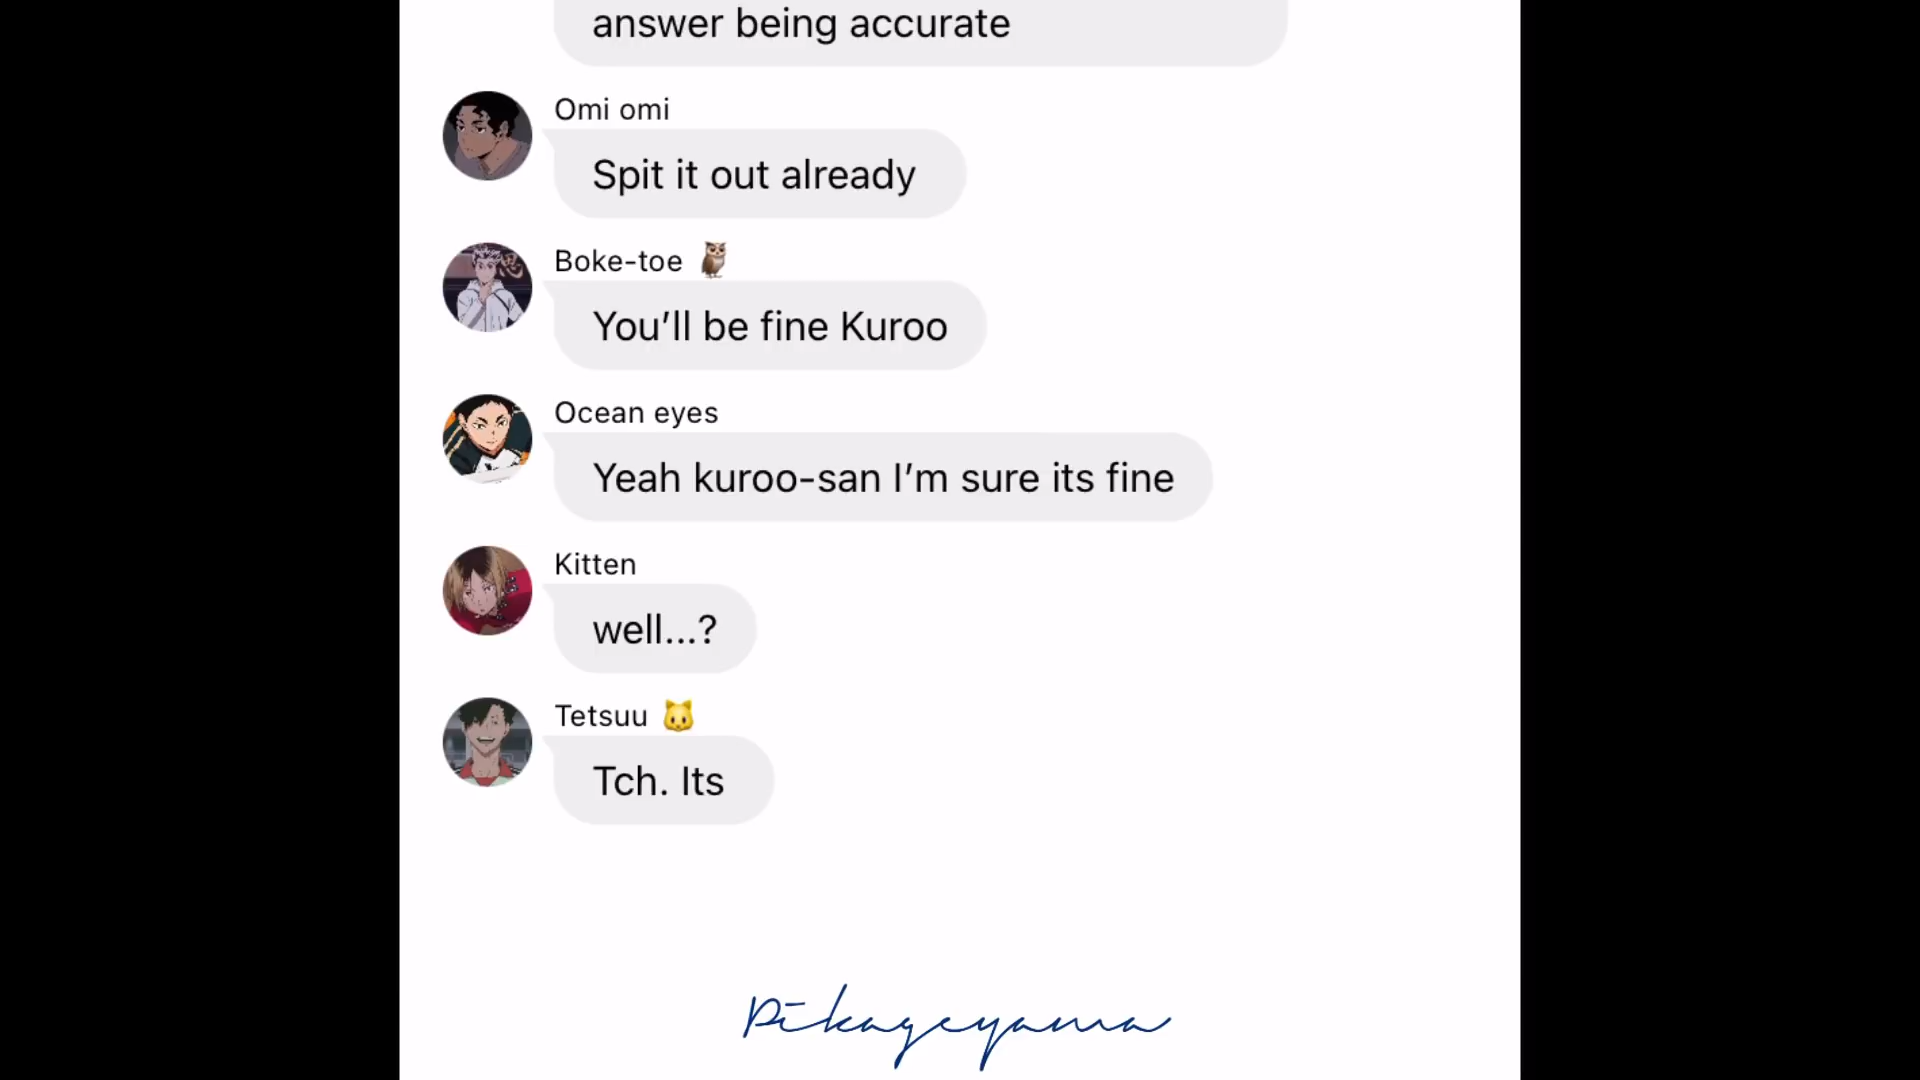 answer being accurate
Omi omi
Spit it out already
Boke-toe 🦉
You’ll be fine Kuroo
Ocean eyes
Yeah kuroo-san I’m sure its fine
Kitten
well...?
Tetsuu 🐱
Tch. Its
Pikageyama